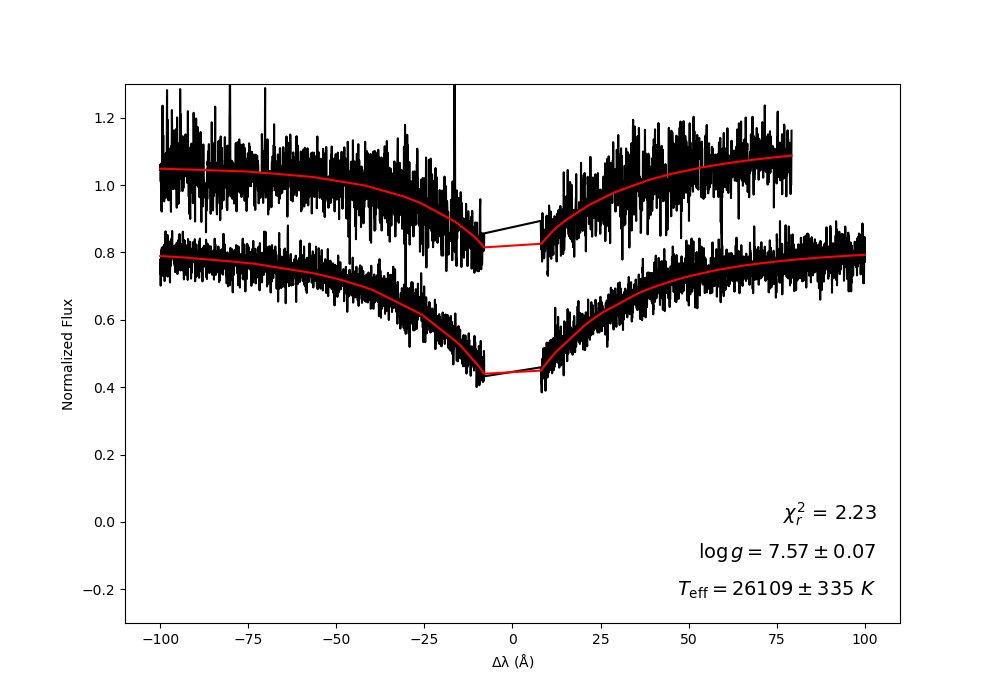 1.2
1.0
0.8
0.6
0.4
0.2
0.0
−0.2
Normalized Flux
χ²ᵣ = 2.23
log g = 7.57 ± 0.07
T_eff = 26109 ± 335 K
−100 −75 −50 −25 0 25 50 75 100
Δλ (Å)